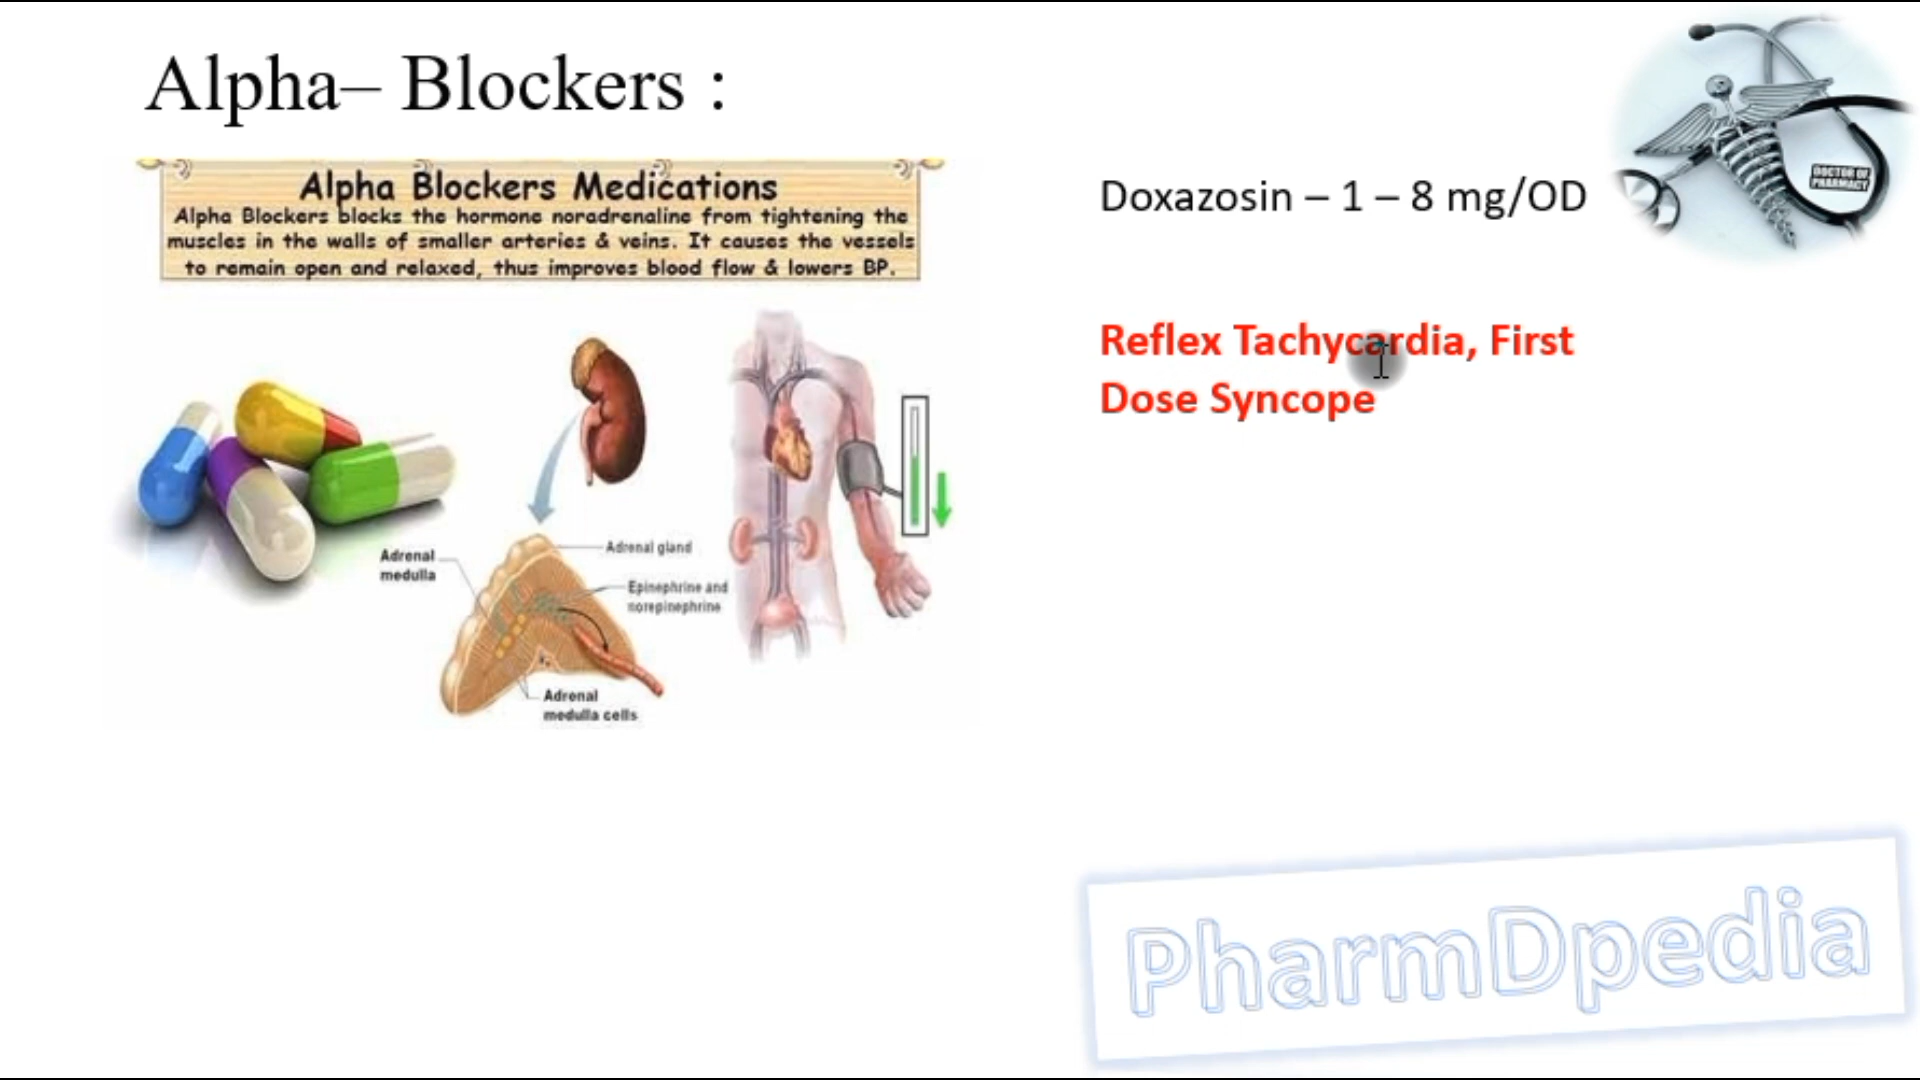 Alpha– Blockers :
Alpha Blockers Medications
Alpha Blockers blocks the hormone noradrenaline from tightening the
muscles in the walls of smaller arteries & veins. It causes the vessels
to remain open and relaxed, thus improves blood flow & lowers BP.
Adrenal
medulla
Adrenal gland
Epinephrine and
norepinephrine
Adrenal
medulla cells
Doxazosin – 1 – 8 mg/OD
Reflex Tachycardia, First
Dose Syncope
DOCTOR OF
PHARMACY
PharmDpedia